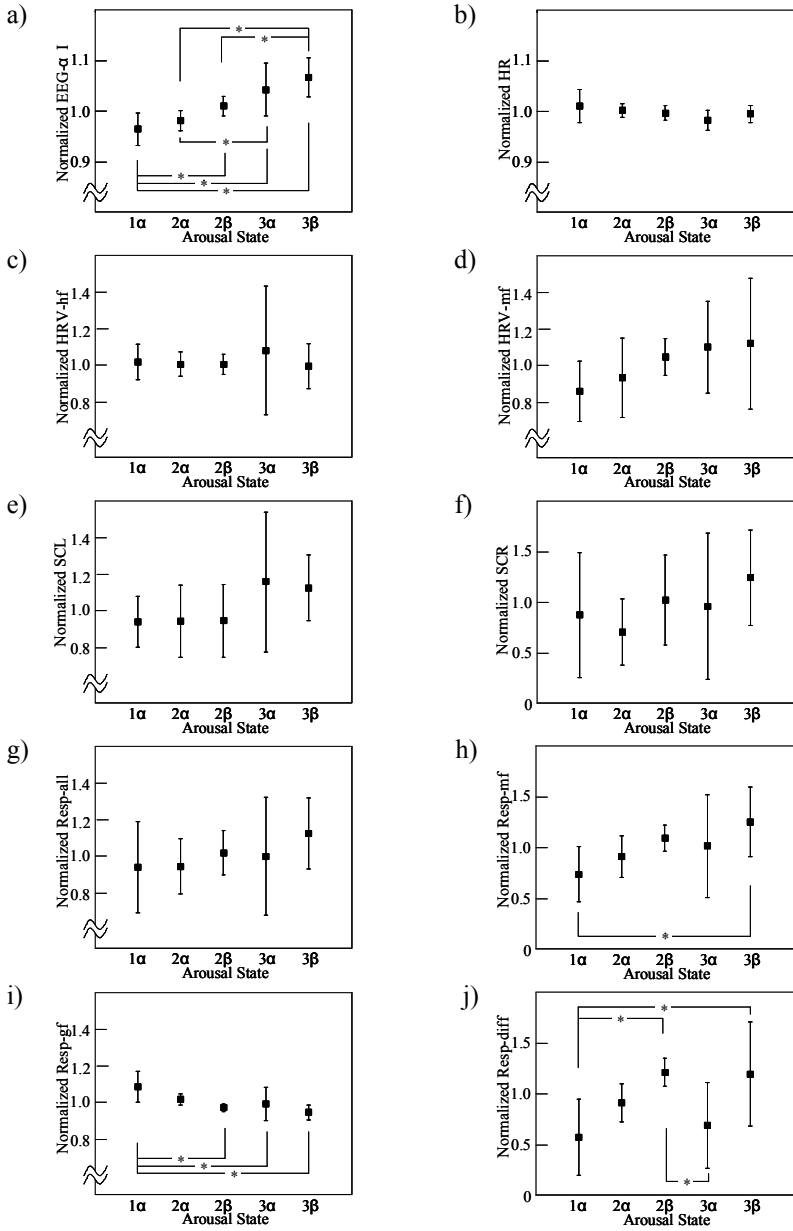 a)
Normalized EEG-α I
1.1
1.0
0.9
*
*
*
*
*
*
1α 2α 2β 3α 3β
Arousal State
b)
Normalized HR
1.1
1.0
0.9
1α 2α 2β 3α 3β
Arousal State
c)
Normalized HRV-hf
1.4
1.2
1.0
0.8
1α 2α 2β 3α 3β
Arousal State
d)
Normalized HRV-mf
1.4
1.2
1.0
0.8
1α 2α 2β 3α 3β
Arousal State
e)
Normalized SCL
1.4
1.2
1.0
0.8
1α 2α 2β 3α 3β
Arousal State
f)
Normalized SCR
1.5
1.0
0.5
0
1α 2α 2β 3α 3β
Arousal State
g)
Normalized Resp-all
1.4
1.2
1.0
0.8
1α 2α 2β 3α 3β
Arousal State
h)
Normalized Resp-mf
1.5
1.0
0.5
0
*
1α 2α 2β 3α 3β
Arousal State
i)
Normalized Resp-gf
1.4
1.2
1.0
0.8
*
*
*
1α 2α 2β 3α 3β
Arousal State
j)
Normalized Resp-diff
1.5
1.0
0.5
0
*
*
*
1α 2α 2β 3α 3β
Arousal State